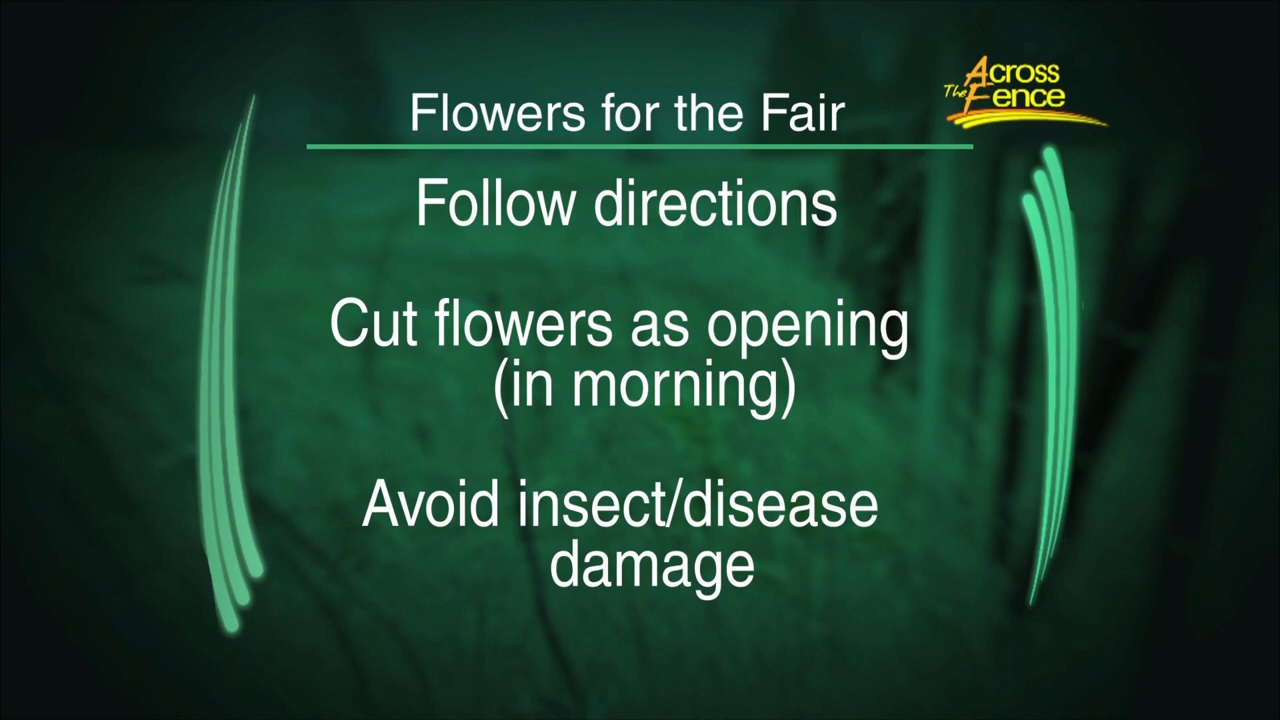 Across
The Fence
Flowers for the Fair
Follow directions
Cut flowers as opening
(in morning)
Avoid insect/disease
damage